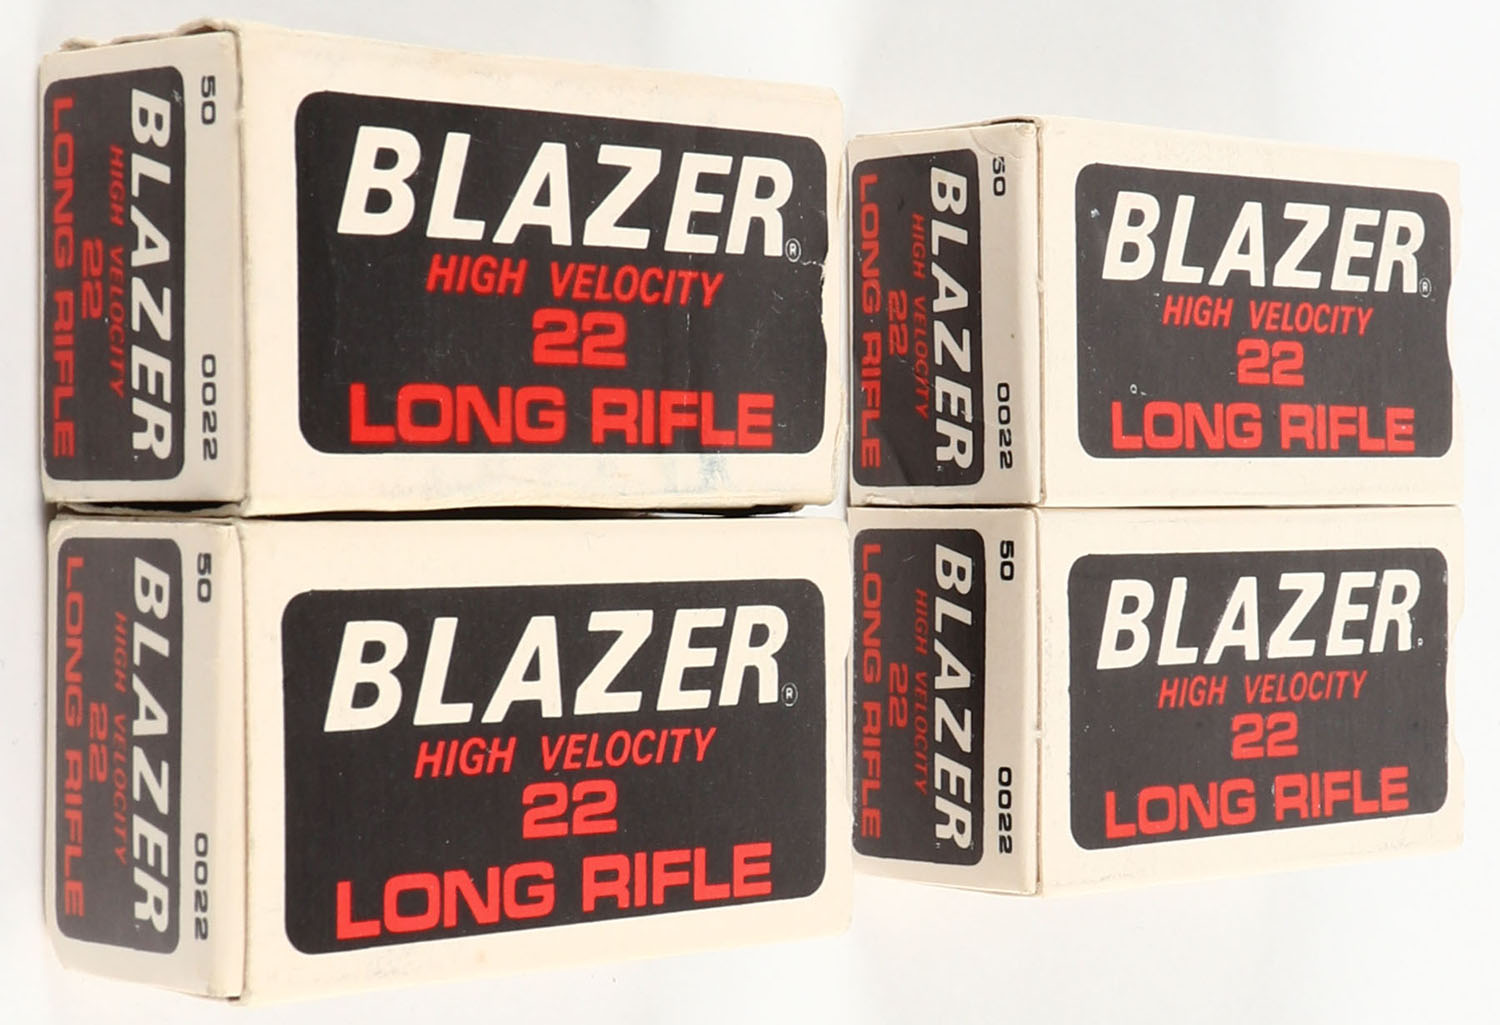 50 0022
BLAZER
HIGH VELOCITY
22
LONG RIFLE
BLAZER®
HIGH VELOCITY
22
LONG RIFLE
50 0022
BLAZER
HIGH VELOCITY
22
LONG RIFLE
BLAZER®
HIGH VELOCITY
22
LONG RIFLE
50 0022
BLAZER
HIGH VELOCITY
22
LONG RIFLE
BLAZER®
HIGH VELOCITY
22
LONG RIFLE
50 0022
BLAZER
HIGH VELOCITY
22
LONG RIFLE
BLAZER®
HIGH VELOCITY
22
LONG RIFLE